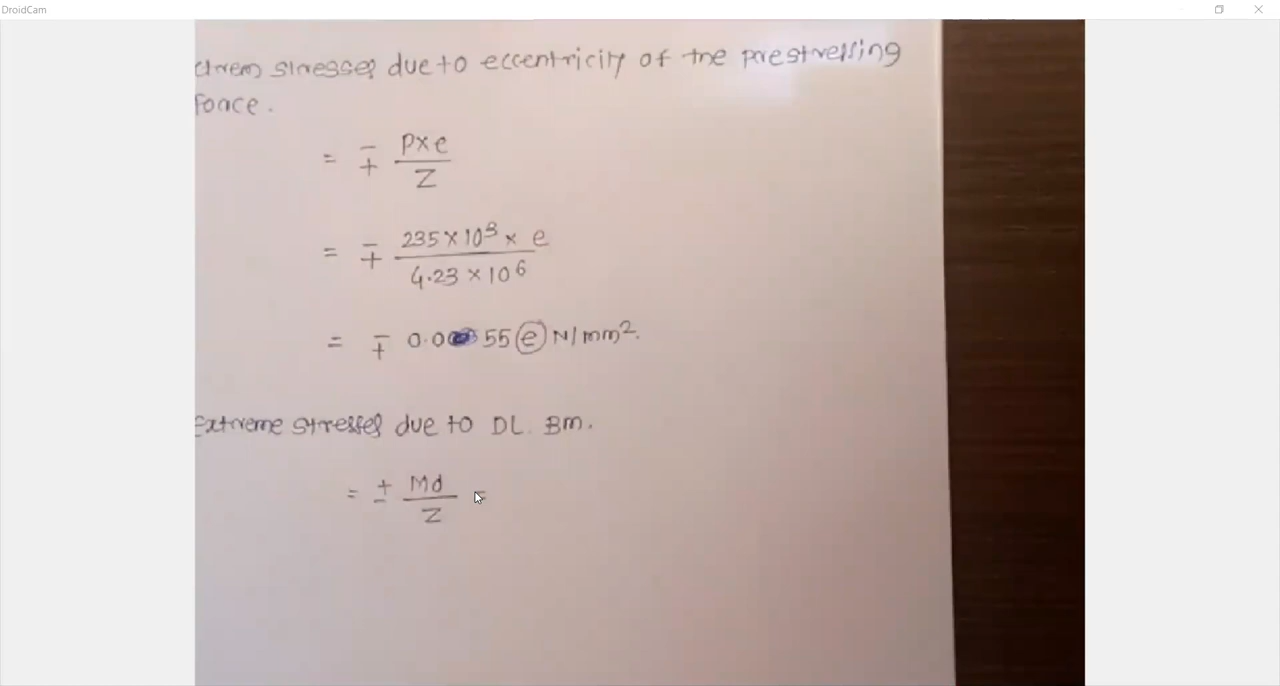 DroidCam
ctrem stresses due to eccentricity of the prestressing
Force.
= ∓ P×e / Z
= ∓ 235×10³ × e / 4.23 × 10⁶
= ∓ 0.0 55 e N/mm².
Extreme stresses due to DL. Bm.
= ± Md / Z =